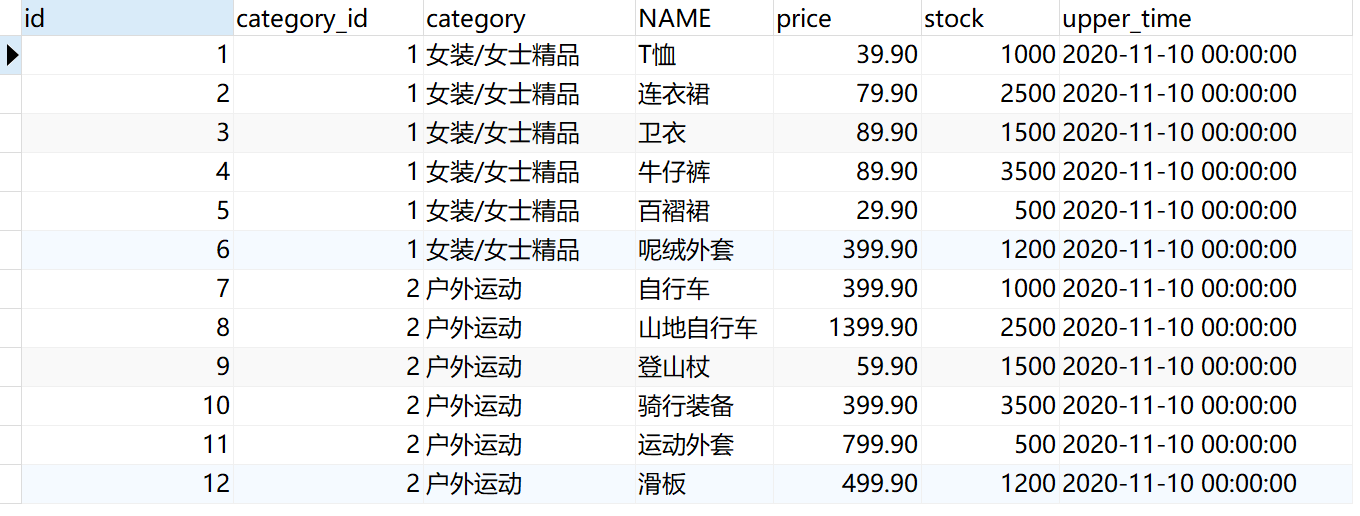 id category_id category NAME price stock upper_time
1 1 女装/女士精品 T恤 39.90 1000 2020-11-10 00:00:00
2 1 女装/女士精品 连衣裙 79.90 2500 2020-11-10 00:00:00
3 1 女装/女士精品 卫衣 89.90 1500 2020-11-10 00:00:00
4 1 女装/女士精品 牛仔裤 89.90 3500 2020-11-10 00:00:00
5 1 女装/女士精品 百褶裙 29.90 500 2020-11-10 00:00:00
6 1 女装/女士精品 呢绒外套 399.90 1200 2020-11-10 00:00:00
7 2 户外运动 自行车 399.90 1000 2020-11-10 00:00:00
8 2 户外运动 山地自行车 1399.90 2500 2020-11-10 00:00:00
9 2 户外运动 登山杖 59.90 1500 2020-11-10 00:00:00
10 2 户外运动 骑行装备 399.90 3500 2020-11-10 00:00:00
11 2 户外运动 运动外套 799.90 500 2020-11-10 00:00:00
12 2 户外运动 滑板 499.90 1200 2020-11-10 00:00:00